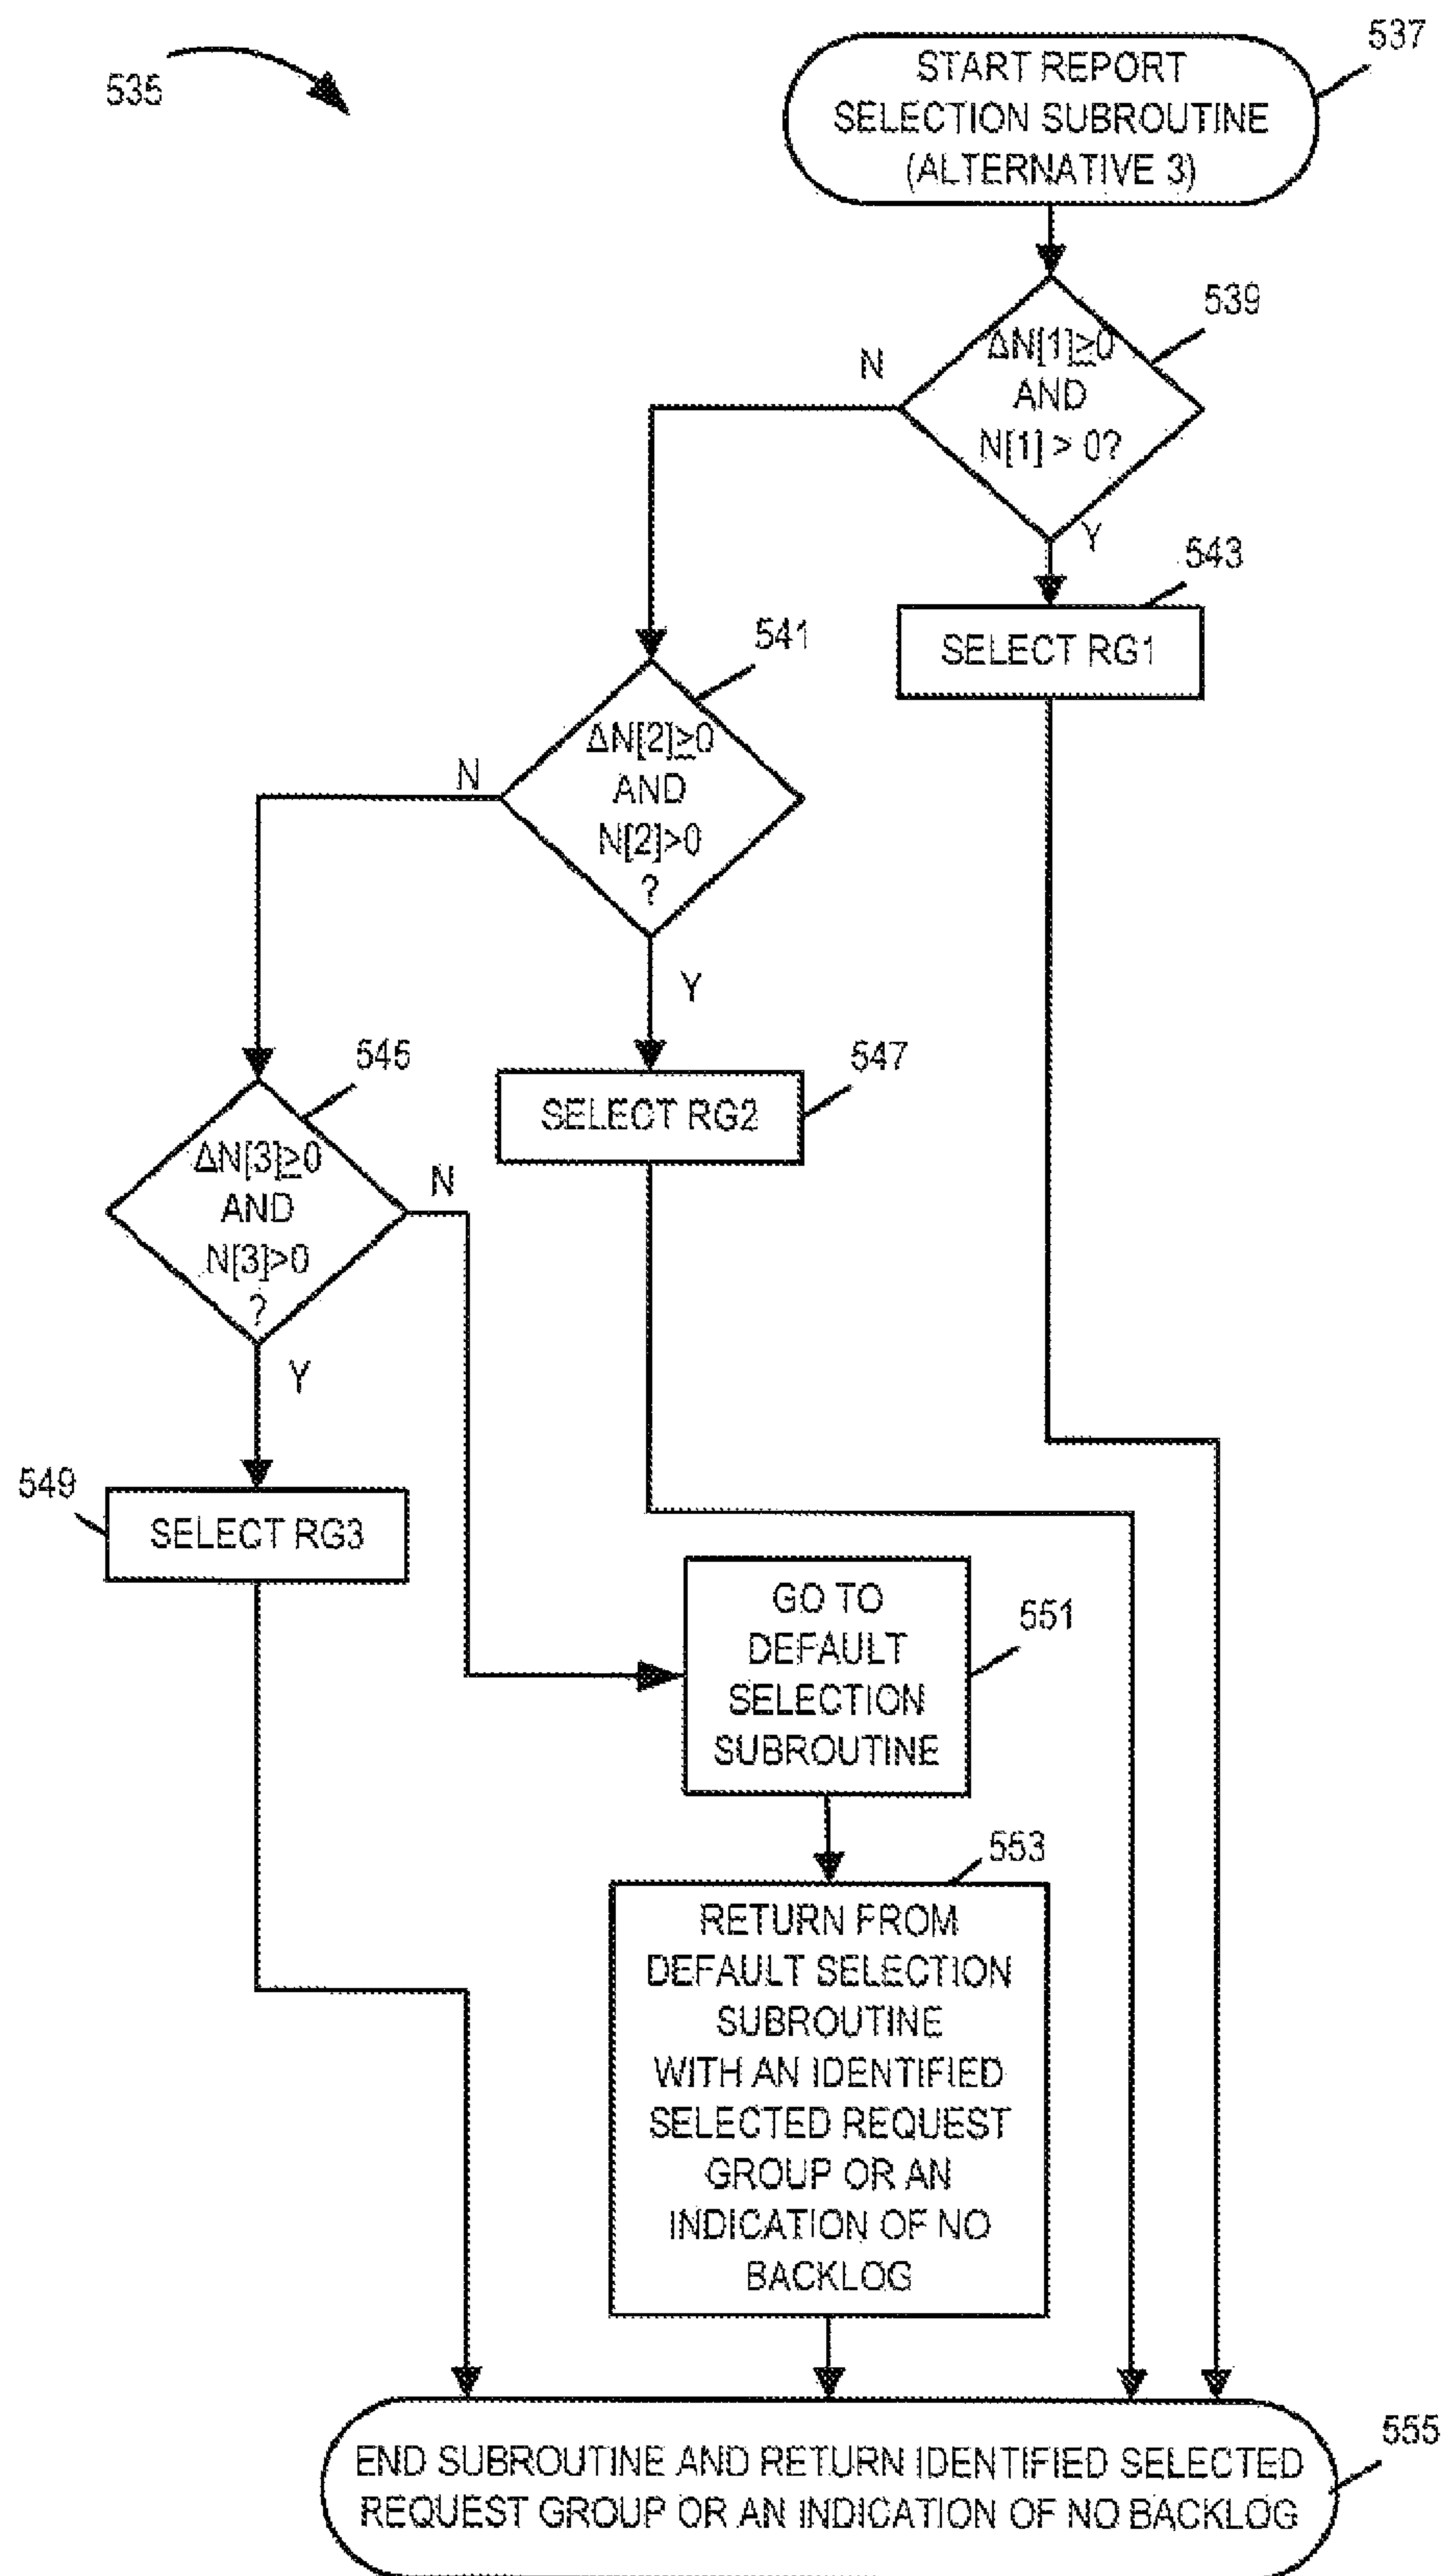 535
537
START REPORT
SELECTION SUBROUTINE
(ALTERNATIVE 3)
539
ΔN[1]≥0
AND
N[1] > 0?
N
Y
543
SELECT RG1
541
ΔN[2]≥0
AND
N[2]>0
?
N
Y
547
SELECT RG2
545
ΔN[3]≥0
AND
N[3]>0
?
N
Y
549
SELECT RG3
551
GO TO
DEFAULT
SELECTION
SUBROUTINE
553
RETURN FROM
DEFAULT SELECTION
SUBROUTINE
WITH AN IDENTIFIED
SELECTED REQUEST
GROUP OR AN
INDICATION OF NO
BACKLOG
555
END SUBROUTINE AND RETURN IDENTIFIED SELECTED
REQUEST GROUP OR AN INDICATION OF NO BACKLOG